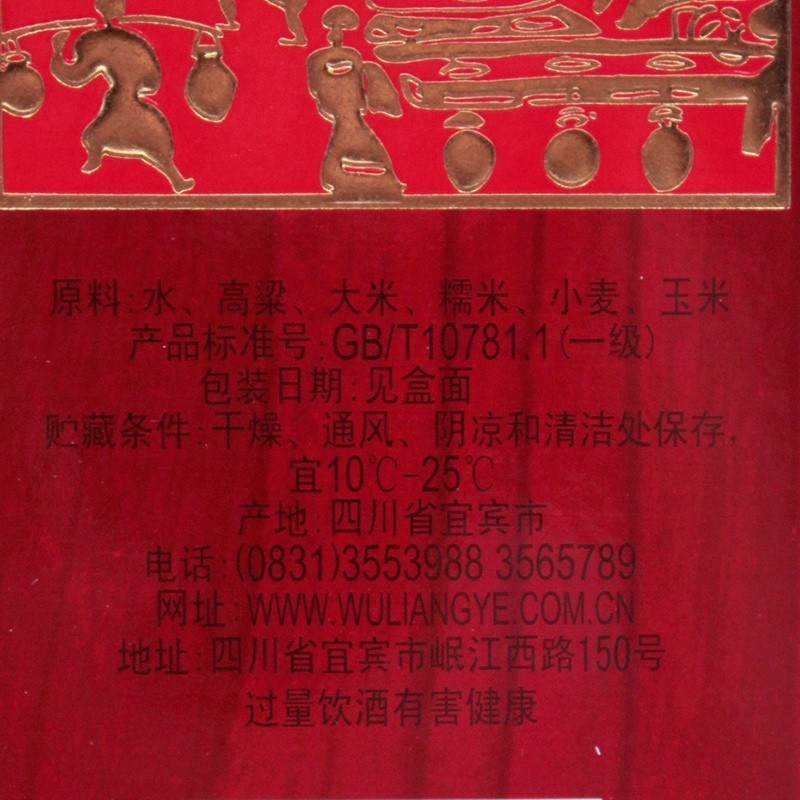 原料:水、高粱、大米、糯米、小麦、玉米
产品标准号:GB/T10781.1(一级)
包装日期:见盒面
贮藏条件:干燥、通风、阴凉和清洁处保存,
宜10℃-25℃
产地:四川省宜宾市
电话:(0831)3553988 3565789
网址:WWW.WULIANGYE.COM.CN
地址:四川省宜宾市岷江西路150号
过量饮酒有害健康